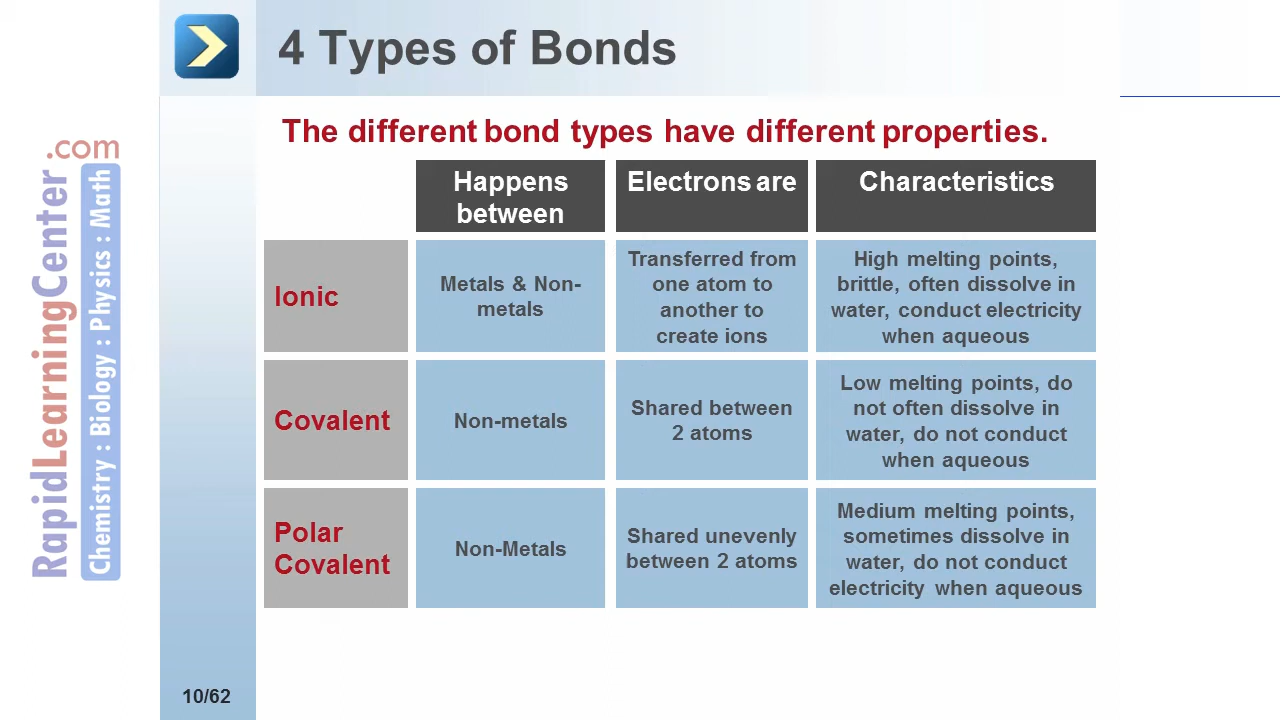 4 Types of Bonds
The different bond types have different properties.
Happens
between
Electrons are
Characteristics
Ionic
Metals & Non-
metals
Transferred from
one atom to
another to
create ions
High melting points,
brittle, often dissolve in
water, conduct electricity
when aqueous
Covalent
Non-metals
Shared between
2 atoms
Low melting points, do
not often dissolve in
water, do not conduct
when aqueous
Polar
Covalent
Non-Metals
Shared unevenly
between 2 atoms
Medium melting points,
sometimes dissolve in
water, do not conduct
electricity when aqueous
10/62
RapidLearningCenter.com
Chemistry : Biology : Physics : Math